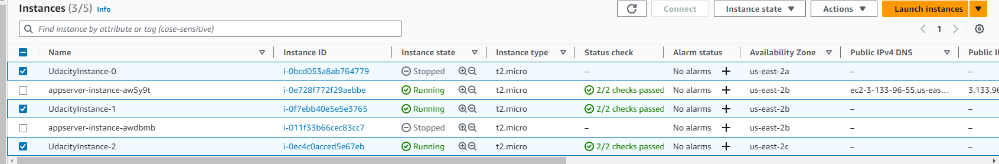 Instances (3/5) Info Connect Instance state Actions Launch instances
Find instance by attribute or tag (case-sensitive) 1
Name Instance ID Instance state Instance type Status check Alarm status Availability Zone Public IPv4 DNS Public
UdacityInstance-0 i-0bcd053a8ab764779 Stopped t2.micro – No alarms + us-east-2a – –
appserver-instance-aw5y9t i-0e728f772f29aebbe Running t2.micro 2/2 checks passed No alarms + us-east-2b ec2-3-133-96-55.us-eas... 3.133.96
UdacityInstance-1 i-0f7ebb40e5e5e3765 Running t2.micro 2/2 checks passed No alarms + us-east-2b – –
appserver-instance-awdbmb i-011f33b66cec83cc7 Stopped t2.micro – No alarms + us-east-2b – –
UdacityInstance-2 i-0ec4c0acced5e67eb Running t2.micro 2/2 checks passed No alarms + us-east-2c – –